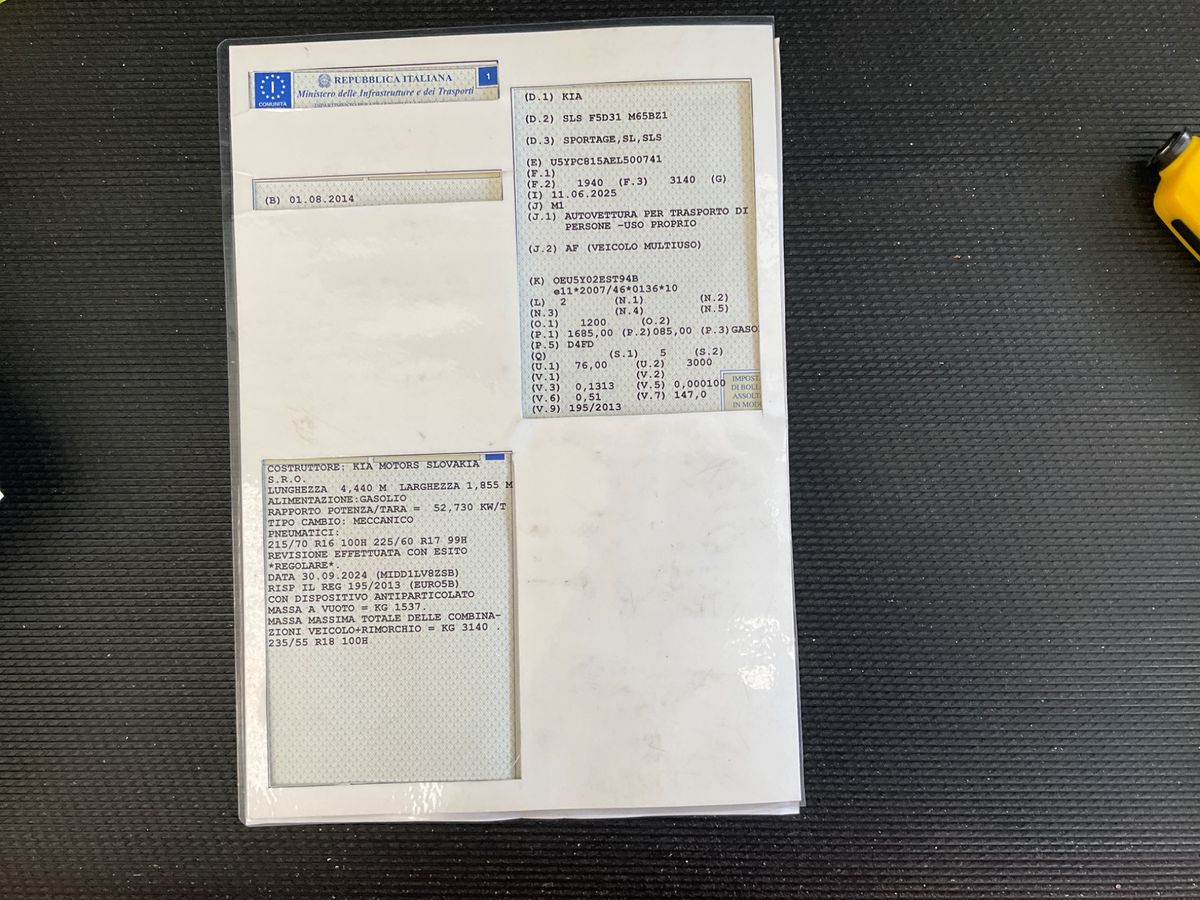 REPUBBLICA ITALIANA
1
I
COMUNITÀ
Ministero delle Infrastrutture e dei Trasporti
(B) 01.08.2014
COSTRUTTORE: KIA MOTORS SLOVAKIA
S.R.O.
LUNGHEZZA 4,440 M LARGHEZZA 1,855 M
ALIMENTAZIONE:GASOLIO
RAPPORTO POTENZA/TARA = 52,730 KW/T
TIPO CAMBIO: MECCANICO
PNEUMATICI:
215/70 R16 100H 225/60 R17 99H
REVISIONE EFFETTUATA CON ESITO
*REGOLARE*.
DATA 30.09.2024 (MIDD1LV8ZSB)
RISP IL REG 195/2013 (EURO5B)
CON DISPOSITIVO ANTIPARTICOLATO
MASSA A VUOTO = KG 1537.
MASSA MASSIMA TOTALE DELLE COMBINA-
ZIONI VEICOLO+RIMORCHIO = KG 3140
235/55 R18 100H
(D.1) KIA
(D.2) SLS F5D31 M65BZ1
(D.3) SPORTAGE,SL,SLS
(E) U5YPC815AEL500741
(F.1)
(F.2) 1940 (F.3) 3140 (G)
(I) 11.06.2025
(J) M1
(J.1) AUTOVETTURA PER TRASPORTO DI
PERSONE -USO PROPRIO
(J.2) AF (VEICOLO MULTIUSO)
(K) OEU5Y02EST94B
e11*2007/46*0136*10
(L) 2 (N.1) (N.2)
(N.3) (N.4) (N.5)
(O.1) 1200 (O.2)
(P.1) 1685,00 (P.2)085,00 (P.3)GASO
(P.5) D4FD
(Q) (S.1) 5 (S.2)
(U.1) 76,00 (U.2) 3000
(V.1) (V.2)
(V.3) 0,1313 (V.5) 0,000100
(V.6) 0,51 (V.7) 147,0
(V.9) 195/2013
IMPOST
DI BOLL
ASSOLT
IN MOD